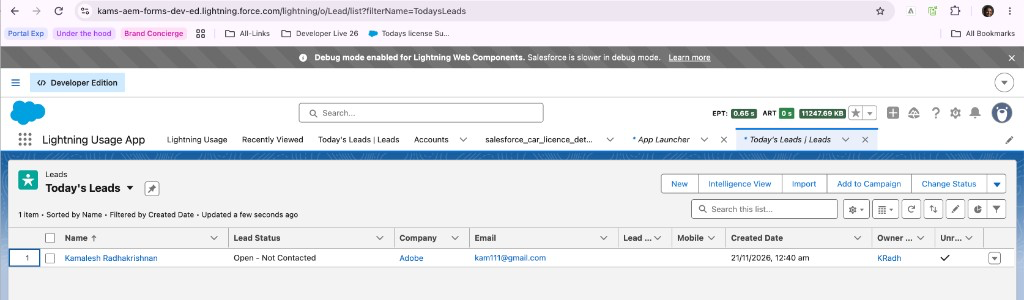 kams-aem-forms-dev-ed.lightning.force.com/lightning/o/Lead/list?filterName=TodaysLeads
Portal Exp Under the hood Brand Concierge All-Links Developer Live 26 Todays license Su... All Bookmarks
Debug mode enabled for Lightning Web Components. Salesforce is slower in debug mode. Learn more
</> Developer Edition
Search... EPT: 0.66 s ART 0 s 11247.69 KB
Lightning Usage App Lightning Usage Recently Viewed Today's Leads | Leads Accounts salesforce_car_licence_det... * App Launcher * Today's Leads | Leads
Leads
Today's Leads
New Intelligence View Import Add to Campaign Change Status
1 item • Sorted by Name • Filtered by Created Date • Updated a few seconds ago
Search this list...
Name ↑ Lead Status Company Email Lead ... Mobile Created Date Owner ... Unr...
1 Kamalesh Radhakrishnan Open - Not Contacted Adobe kam111@gmail.com 21/11/2026, 12:40 am KRadh